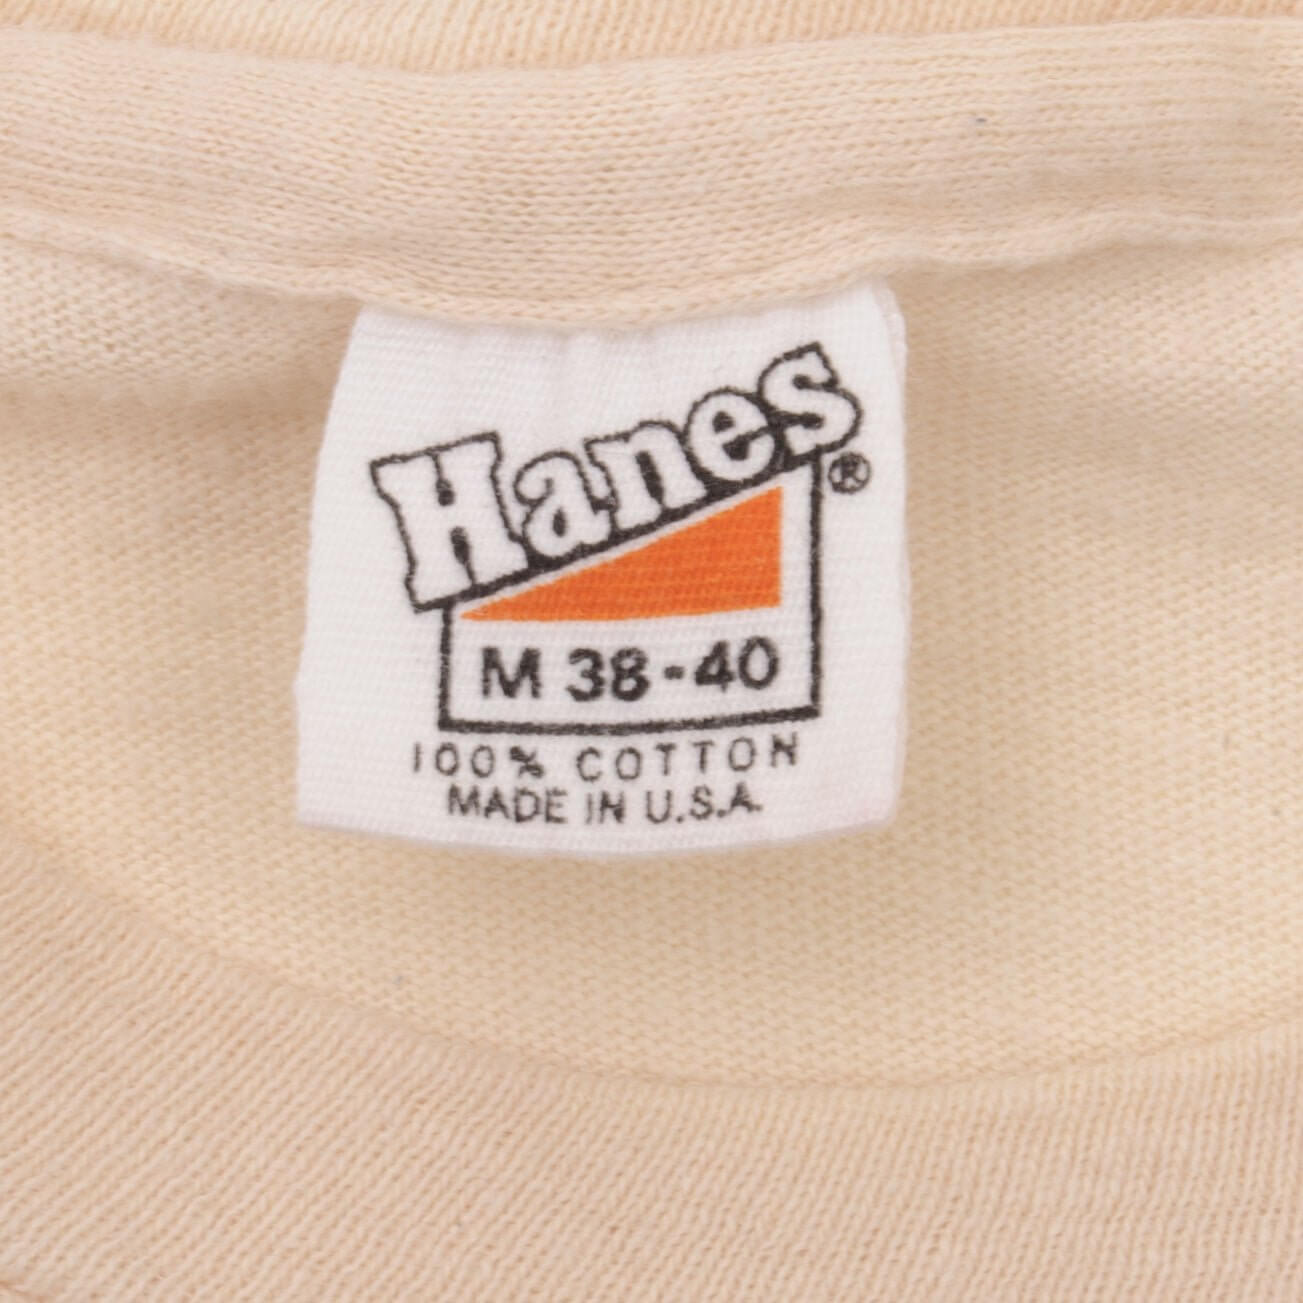 Hanes®
M 38-40
100% COTTON
MADE IN U.S.A.